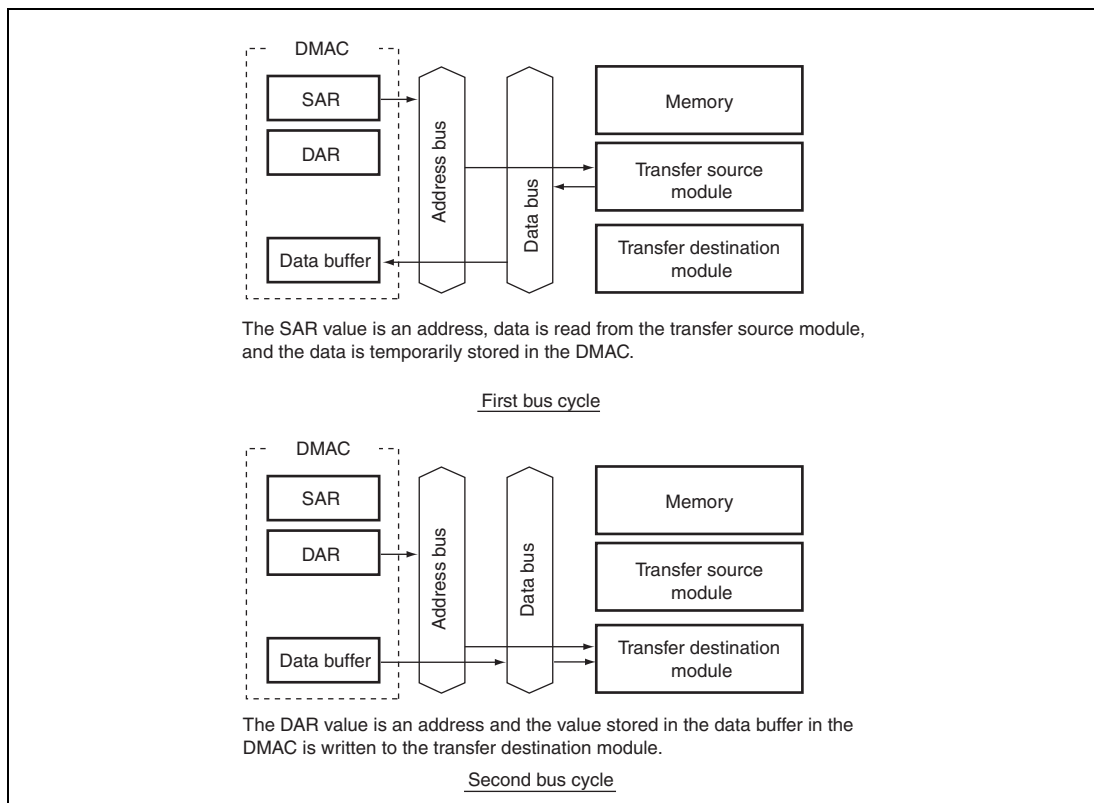 DMAC
SAR
DAR
Data buffer
Address bus
Data bus
Memory
Transfer source
module
Transfer destination
module
The SAR value is an address, data is read from the transfer source module,
and the data is temporarily stored in the DMAC.
First bus cycle
DMAC
SAR
DAR
Data buffer
Address bus
Data bus
Memory
Transfer source
module
Transfer destination
module
The DAR value is an address and the value stored in the data buffer in the
DMAC is written to the transfer destination module.
Second bus cycle